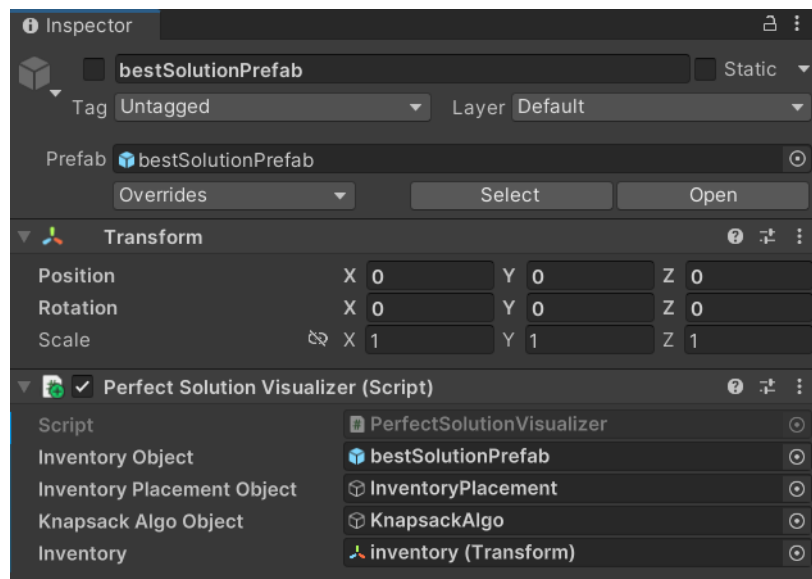 Inspector
bestSolutionPrefab Static
Tag Untagged Layer Default
Prefab bestSolutionPrefab
Overrides Select Open
Transform
Position X 0 Y 0 Z 0
Rotation X 0 Y 0 Z 0
Scale X 1 Y 1 Z 1
Perfect Solution Visualizer (Script)
Script # PerfectSolutionVisualizer
Inventory Object bestSolutionPrefab
Inventory Placement Object InventoryPlacement
Knapsack Algo Object KnapsackAlgo
Inventory inventory (Transform)